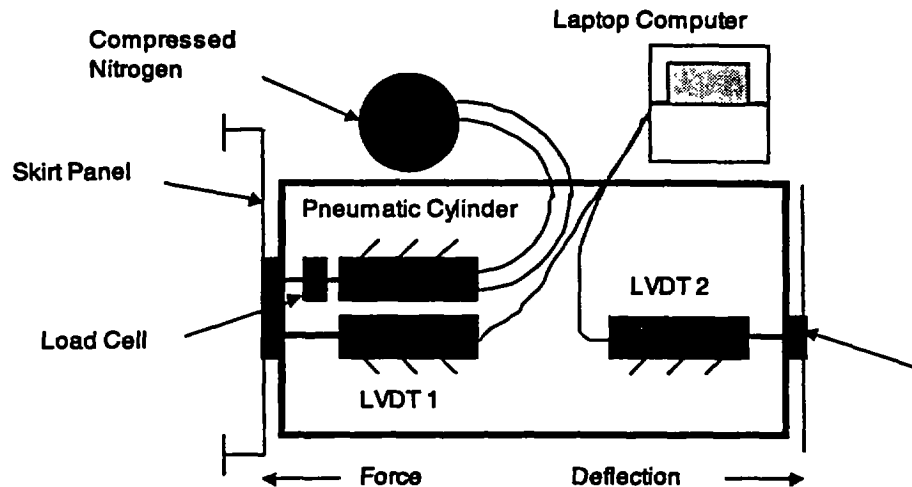 Laptop Computer
Compressed
Nitrogen
Skirt Panel
Pneumatic Cylinder
LVDT 2
Load Cell
LVDT 1
Force
Deflection